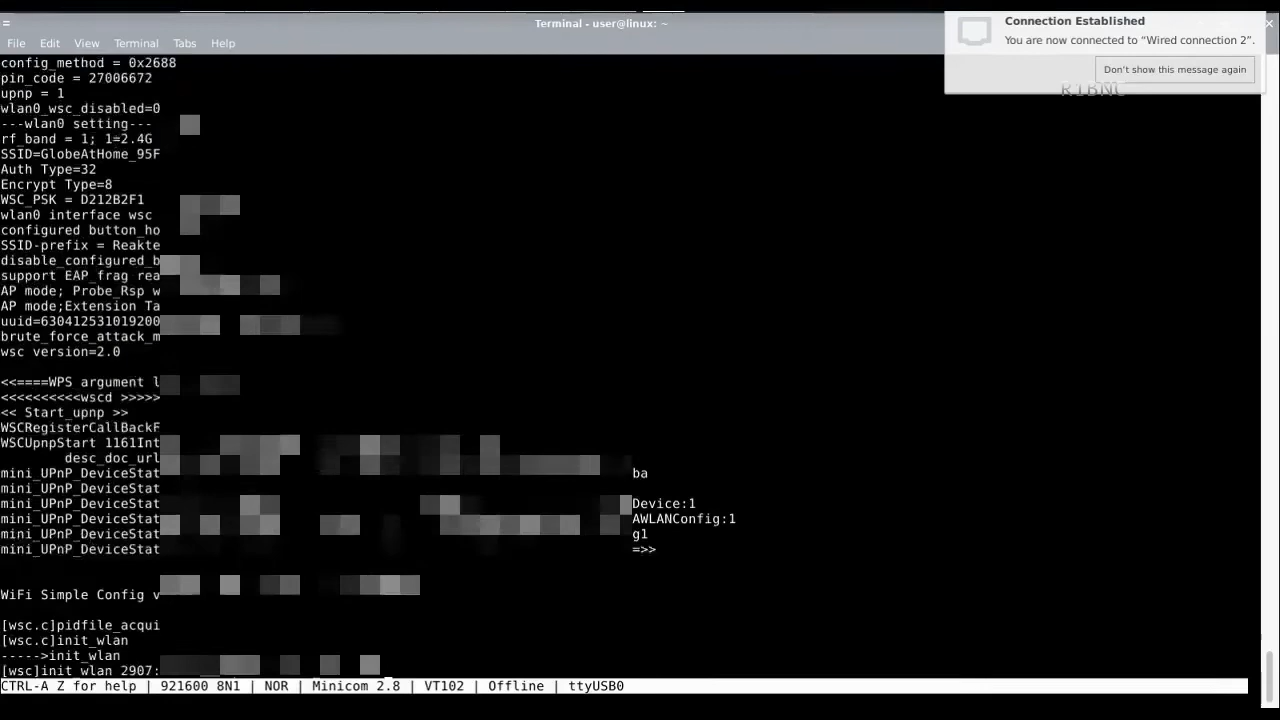 Terminal - user@linux: ~
File Edit View Terminal Tabs Help
Connection Established
You are now connected to “Wired connection 2”.
Don't show this message again
config_method = 0x2688
pin_code = 27006672
upnp = 1
wlan0_wsc_disabled=0
---wlan0 setting---
rf_band = 1; 1=2.4G
SSID=GlobeAtHome_95F
Auth Type=32
Encrypt Type=8
WSC_PSK = D212B2F1
wlan0 interface wsc
configured button_ho
SSID-prefix = Reakte
disable_configured_b
support EAP_frag rea
AP mode; Probe_Rsp w
AP mode;Extension Ta
uuid=630412531019200
brute_force_attack_m
wsc version=2.0
<<====WPS argument l
<<<<<<<<<<wscd >>>>>
<< Start_upnp >>
WSCRegisterCallBackF
WSCUpnpStart 1161Int
desc_doc_url
mini_UPnP_DeviceStat ba
mini_UPnP_DeviceStat
mini_UPnP_DeviceStat Device:1
mini_UPnP_DeviceStat AWLANConfig:1
mini_UPnP_DeviceStat g1
mini_UPnP_DeviceStat =>>
WiFi Simple Config v
[wsc.c]pidfile_acqui
[wsc.c]init_wlan
----->init_wlan
[wsc]init_wlan 2907:
CTRL-A Z for help | 921600 8N1 | NOR | Minicom 2.8 | VT102 | Offline | ttyUSB0